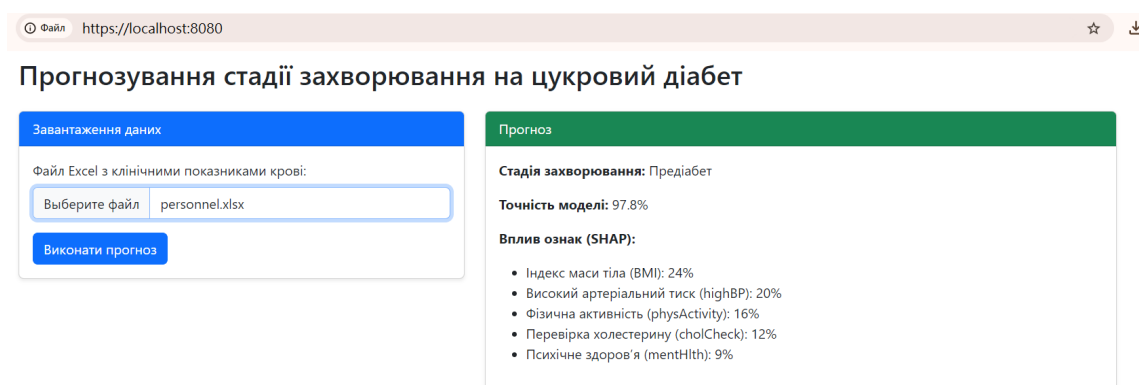 Файл https://localhost:8080
Прогнозування стадії захворювання на цукровий діабет
Завантаження даних
Файл Excel з клінічними показниками крові:
Выберите файл personnel.xlsx
Виконати прогноз
Прогноз
Стадія захворювання: Предіабет
Точність моделі: 97.8%
Вплив ознак (SHAP):
• Індекс маси тіла (BMI): 24%
• Високий артеріальний тиск (highBP): 20%
• Фізична активність (physActivity): 16%
• Перевірка холестерину (cholCheck): 12%
• Психічне здоров’я (mentHlth): 9%